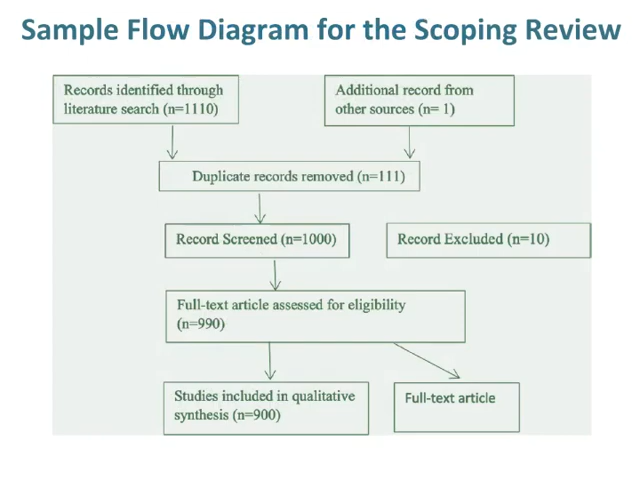 Sample Flow Diagram for the Scoping Review
Records identified through
literature search (n=1110)
Additional record from
other sources (n= 1)
Duplicate records removed (n=111)
Record Screened (n=1000)
Record Excluded (n=10)
Full-text article assessed for eligibility
(n=990)
Studies included in qualitative
synthesis (n=900)
Full-text article